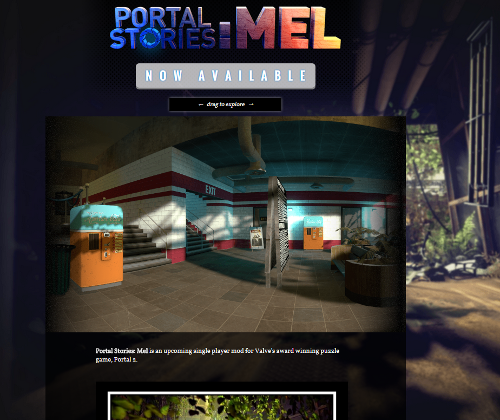 PORTAL
STORIES:MEL
NOW AVAILABLE
← drag to explore →
EXIT
Portal Stories: Mel is an upcoming single player mod for Valve's award winning puzzle
game, Portal 2.